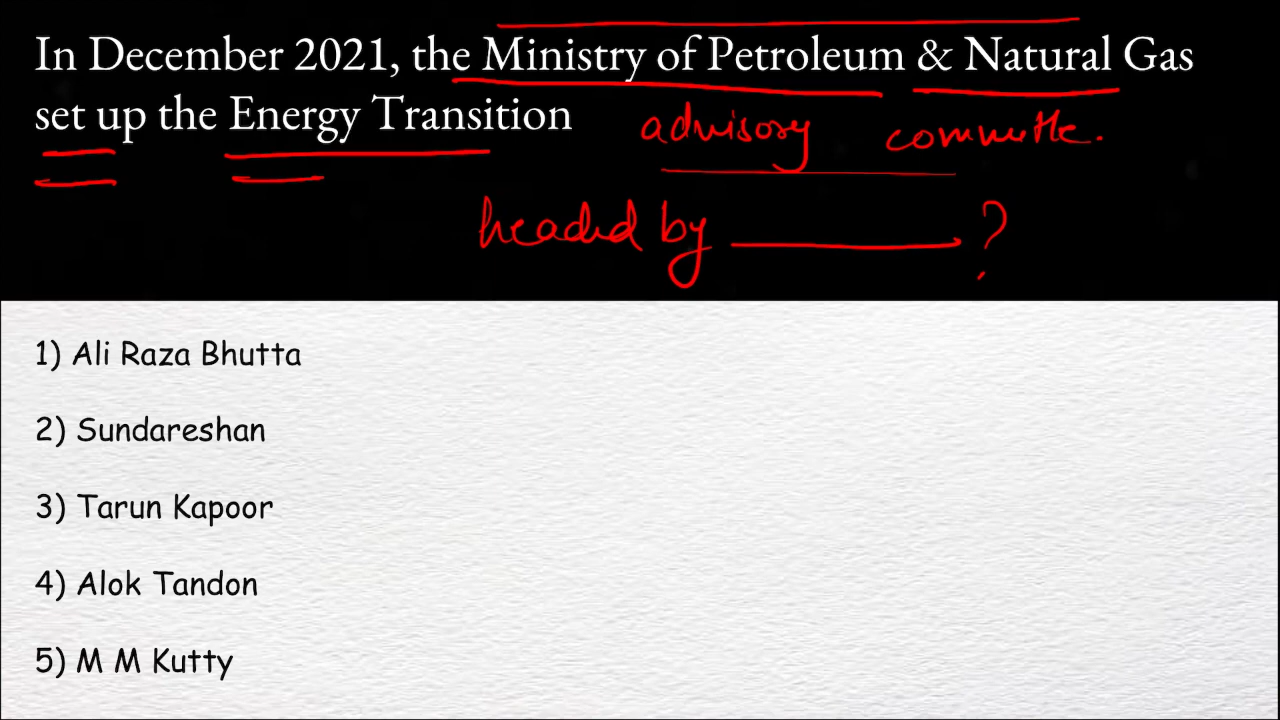 In December 2021, the Ministry of Petroleum & Natural Gas
set up the Energy Transition advisory committe.
headed by ______ ?
1) Ali Raza Bhutta
2) Sundareshan
3) Tarun Kapoor
4) Alok Tandon
5) M M Kutty